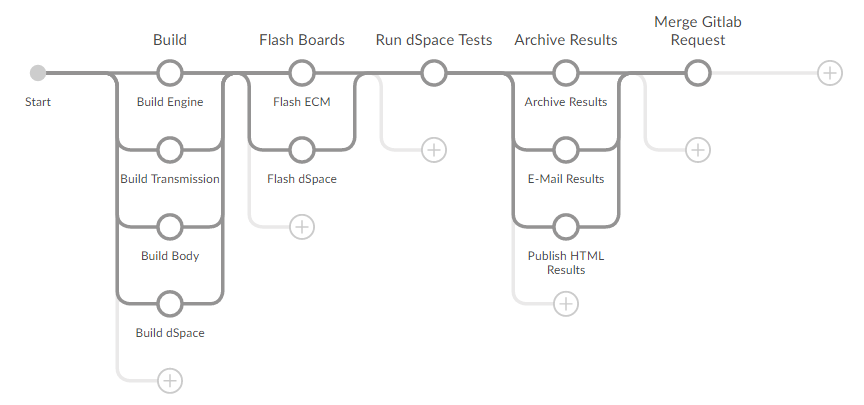 Build
Flash Boards
Run dSpace Tests
Archive Results
Merge Gitlab
Request
Start
Build Engine
Flash ECM
Archive Results
Build Transmission
Flash dSpace
E-Mail Results
Build Body
Publish HTML
Results
Build dSpace